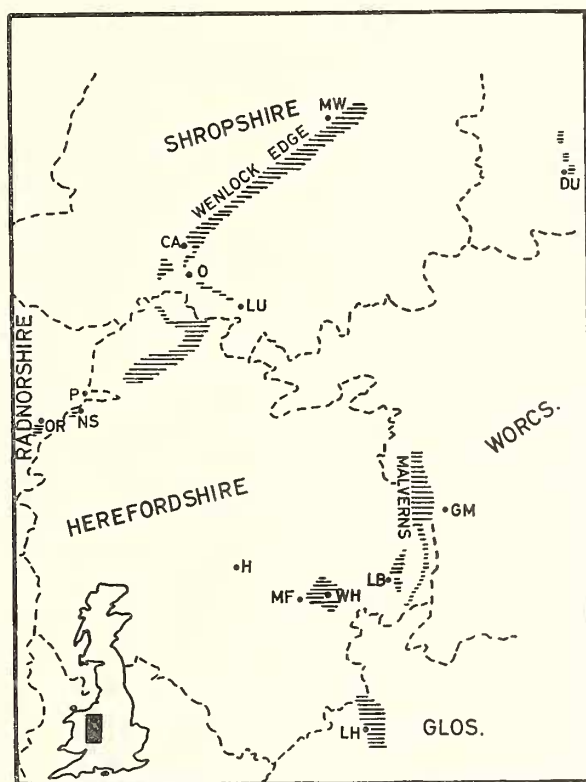 MW
SHROPSHIRE
WENLOCK EDGE
DU
CA
O
LU
RADNORSHIRE
P
NS
OR
WORCS.
MALVERNS
HEREFORDSHIRE
GM
H
LB
MF
WH
LH
GLOS.